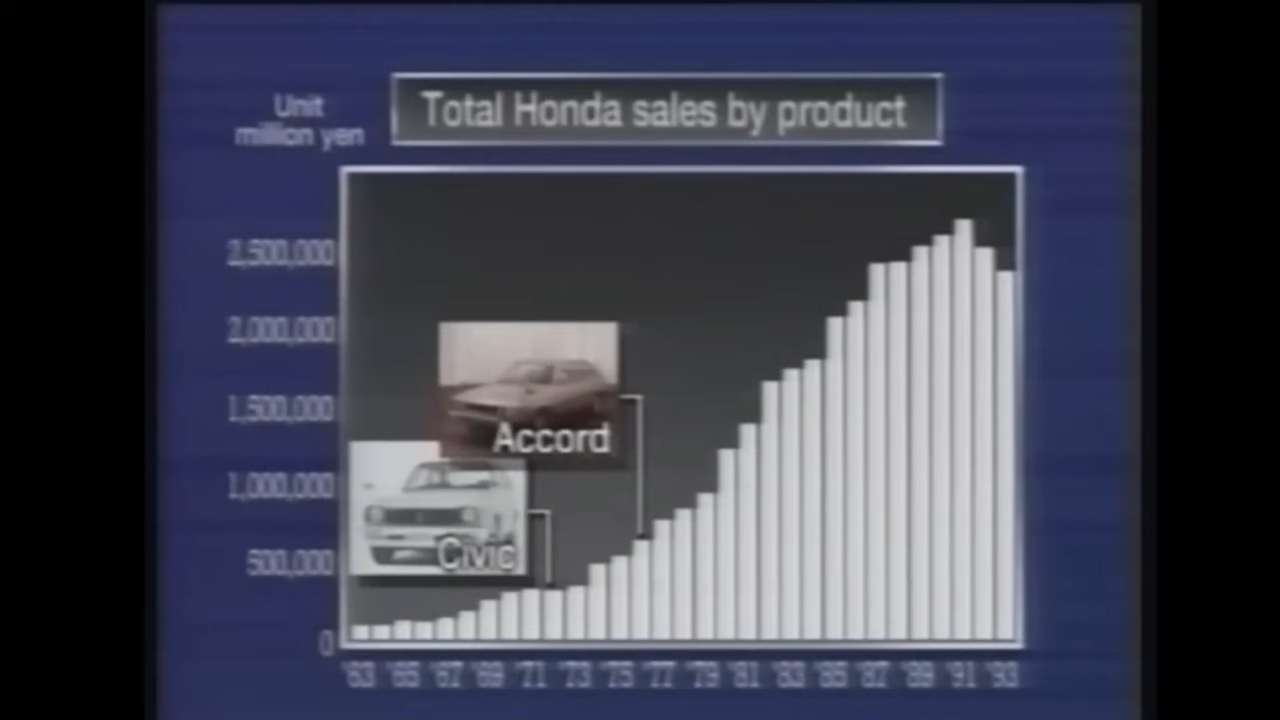 Total Honda sales by product
Unit
million yen
2,500,000
2,000,000
1,500,000
1,000,000
500,000
0
Accord
Civic
'63 '65 '67 '69 '71 '73 '75 '77 '79 '81 '83 '85 '87 '89 '91 '93